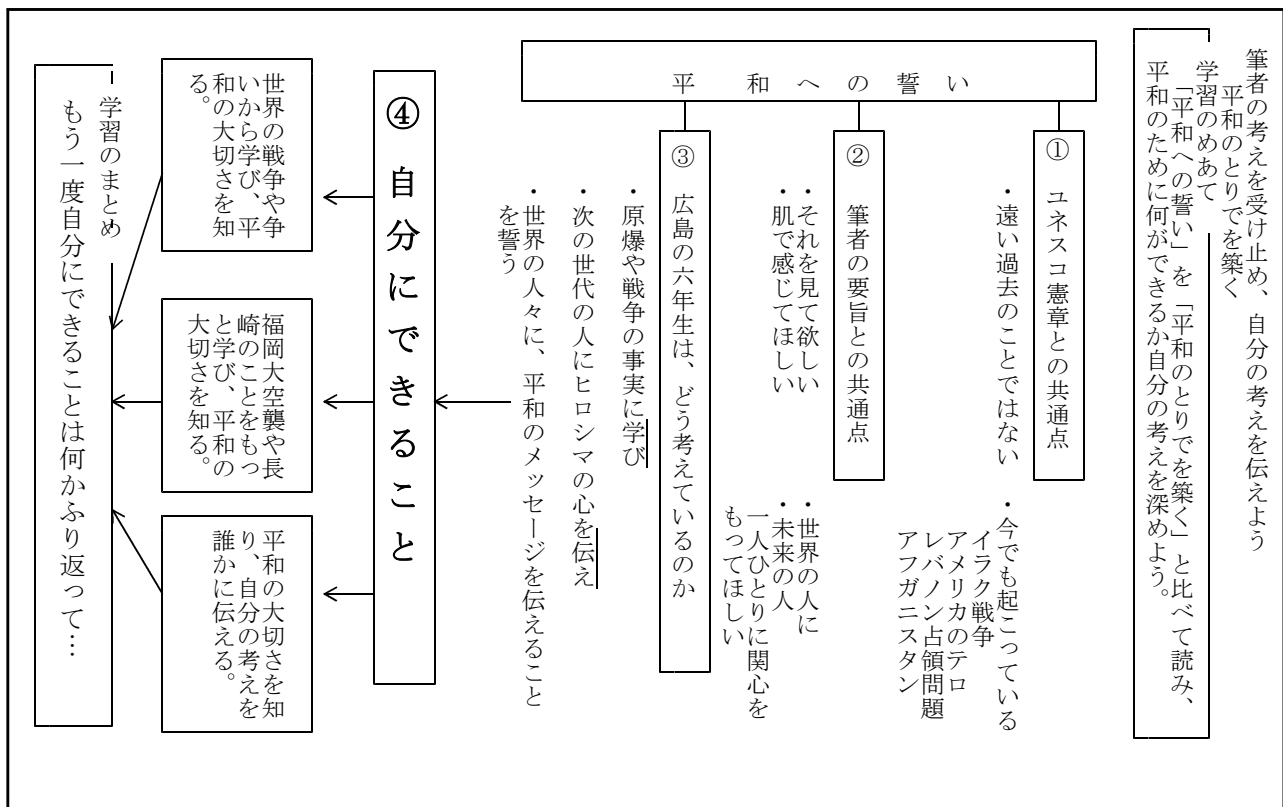 筆者の考えを受け止め、自分の考えを伝えよう
平和のとりでを築く
学習のめあて
「平和への誓い」を「平和のとりでを築く」と比べて読み、
平和のために何ができるか自分の考えを深めよう。
平和への誓い
① ユネスコ憲章との共通点
・遠い過去のことではない
・今でも起こっている
イラク戦争
アメリカのテロ
レバノン占領問題
アフガニスタン
② 筆者の要旨との共通点
・それを見て欲しい
・肌で感じてほしい
・世界の人に
・未来の人
一人ひとりに関心を
もってほしい
③ 広島の六年生は、どう考えているのか
・原爆や戦争の事実に学び
・次の世代の人にヒロシマの心を伝え
・世界の人々に、平和のメッセージを伝えること
を誓う
④ 自分にできること
世界の戦争や争
いから学び、平
和の大切さを知
る。
福岡大空襲や長
崎のことをもっ
と学び、平和の
大切さを知る。
平和の大切さを知
り、自分の考えを
誰かに伝える。
学習のまとめ
もう一度自分にできることは何かふり返って…